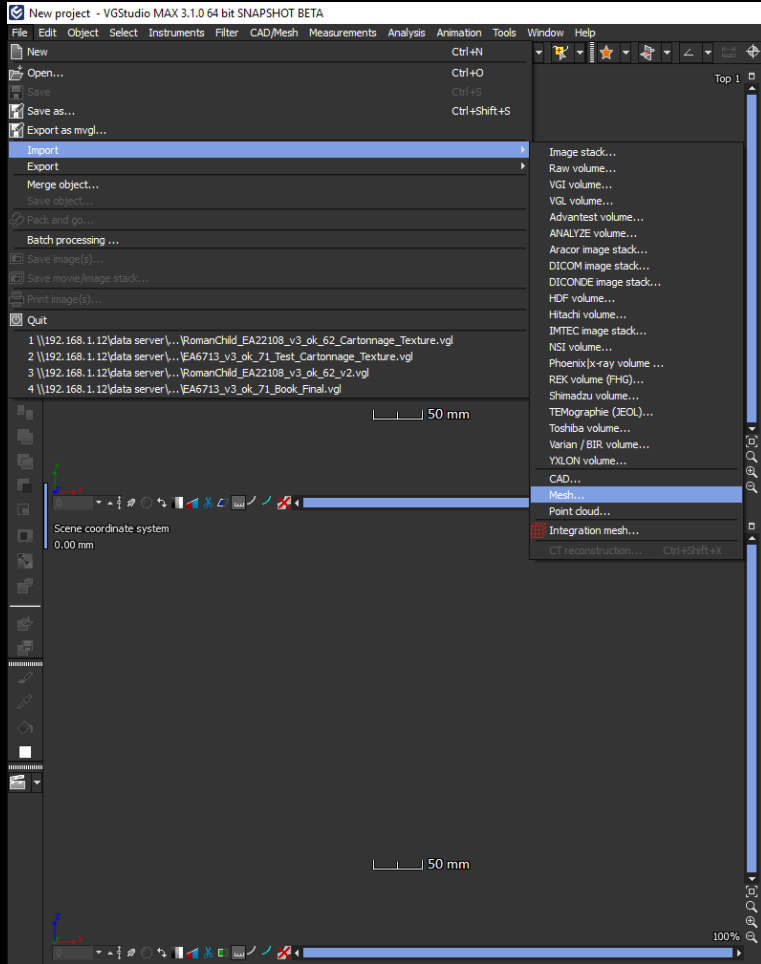 New project - VGStudio MAX 3.1.0 64 bit SNAPSHOT BETA
File Edit Object Select Instruments Filter CAD/Mesh Measurements Analysis Animation Tools Window Help
New Ctrl+N
Open... Ctrl+O
Save Ctrl+S
Save as... Ctrl+Shift+S
Export as mvgl...
Import
Export
Merge object...
Save object...
Pack and go...
Batch processing ...
Save image(s)...
Save movie/image stack...
Print image(s)...
Quit
1 \\192.168.1.12\data server\...\RomanChild_EA22108_v3_ok_62_Cartonnage_Texture.vgl
2 \\192.168.1.12\data server\...\EA6713_v3_ok_71_Test_Cartonnage_Texture.vgl
3 \\192.168.1.12\data server\...\RomanChild_EA22108_v3_ok_62_v2.vgl
4 \\192.168.1.12\data server\...\EA6713_v3_ok_71_Book_Final.vgl
Top 1
Image stack...
Raw volume...
VGI volume...
VGL volume...
Advantest volume...
ANALYZE volume...
Aracor image stack...
DICOM image stack...
DICONDE image stack...
HDF volume...
Hitachi volume...
IMTEC image stack...
NSI volume...
Phoenix|x-ray volume ...
REK volume (FHG)...
Shimadzu volume...
TEMographie (JEOL)...
Toshiba volume...
Varian / BIR volume...
YXLON volume...
CAD...
Mesh...
Point cloud...
Integration mesh...
CT reconstruction... Ctrl+Shift+X
50 mm
0
Scene coordinate system
0.00 mm
50 mm
100%
0